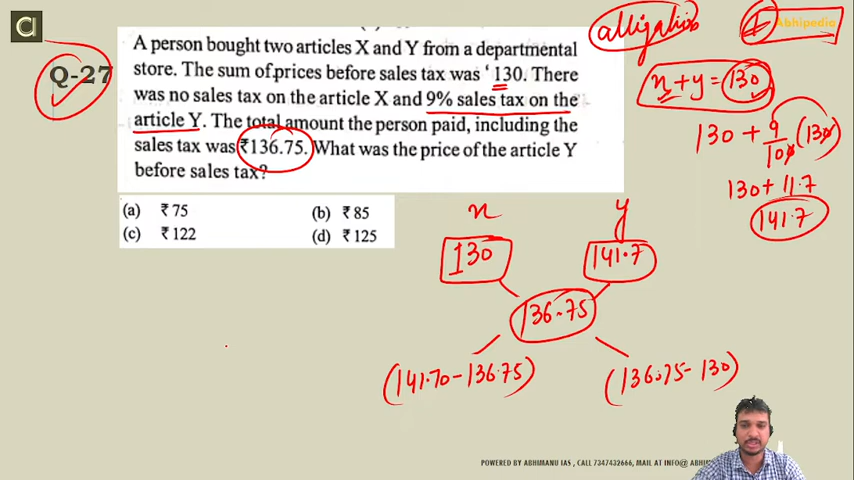 alligation
Abhipedia
Q-27
A person bought two articles X and Y from a departmental
store. The sum of prices before sales tax was ‘ 130. There
was no sales tax on the article X and 9% sales tax on the
article Y. The total amount the person paid, including the
sales tax was ₹136.75. What was the price of the article Y
before sales tax?
(a) ₹ 75
(b) ₹ 85
(c) ₹ 122
(d) ₹ 125
x + y = 130
130 + 9/100 (130)
130 + 11.7
141.7
x
y
130
141.7
136.75
(141.70 - 136.75)
(136.75 - 130)
POWERED BY ABHIMANU IAS , CALL 7347432666, MAIL AT INFO@ ABHIM